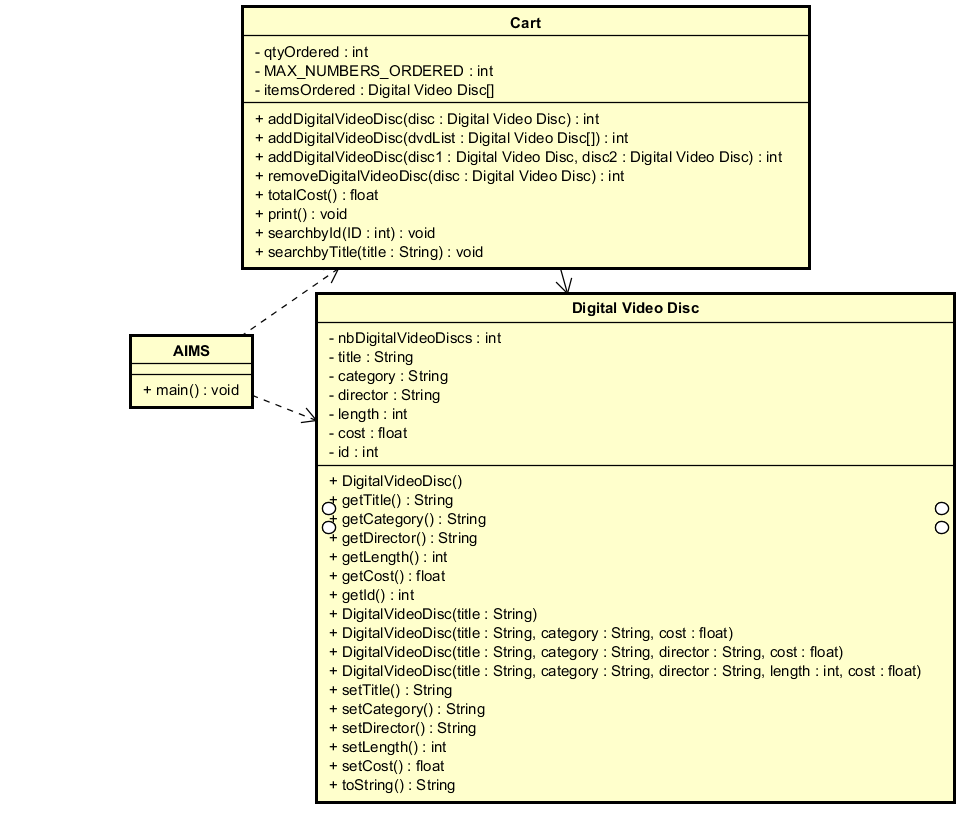 Cart
- qtyOrdered : int
- MAX_NUMBERS_ORDERED : int
- itemsOrdered : Digital Video Disc[]
+ addDigitalVideoDisc(disc : Digital Video Disc) : int
+ addDigitalVideoDisc(dvdList : Digital Video Disc[]) : int
+ addDigitalVideoDisc(disc1 : Digital Video Disc, disc2 : Digital Video Disc) : int
+ removeDigitalVideoDisc(disc : Digital Video Disc) : int
+ totalCost() : float
+ print() : void
+ searchbyId(ID : int) : void
+ searchbyTitle(title : String) : void
AIMS
+ main() : void
Digital Video Disc
- nbDigitalVideoDiscs : int
- title : String
- category : String
- director : String
- length : int
- cost : float
- id : int
+ DigitalVideoDisc()
+ getTitle() : String
+ getCategory() : String
+ getDirector() : String
+ getLength() : int
+ getCost() : float
+ getId() : int
+ DigitalVideoDisc(title : String)
+ DigitalVideoDisc(title : String, category : String, cost : float)
+ DigitalVideoDisc(title : String, category : String, director : String, cost : float)
+ DigitalVideoDisc(title : String, category : String, director : String, length : int, cost : float)
+ setTitle() : String
+ setCategory() : String
+ setDirector() : String
+ setLength() : int
+ setCost() : float
+ toString() : String